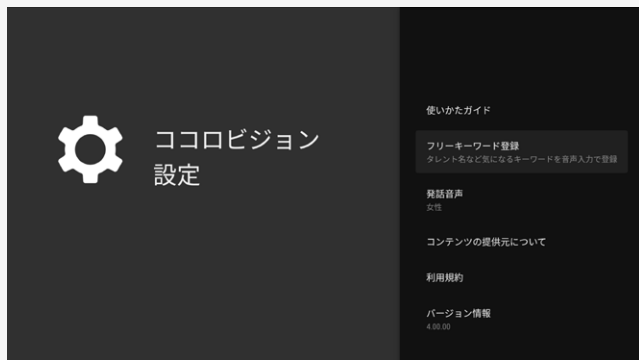 ココロビジョン
設定
使いかたガイド
フリーキーワード登録
タレント名など気になるキーワードを音声入力で登録
発話音声
女性
コンテンツの提供元について
利用規約
バージョン情報
4.00.00